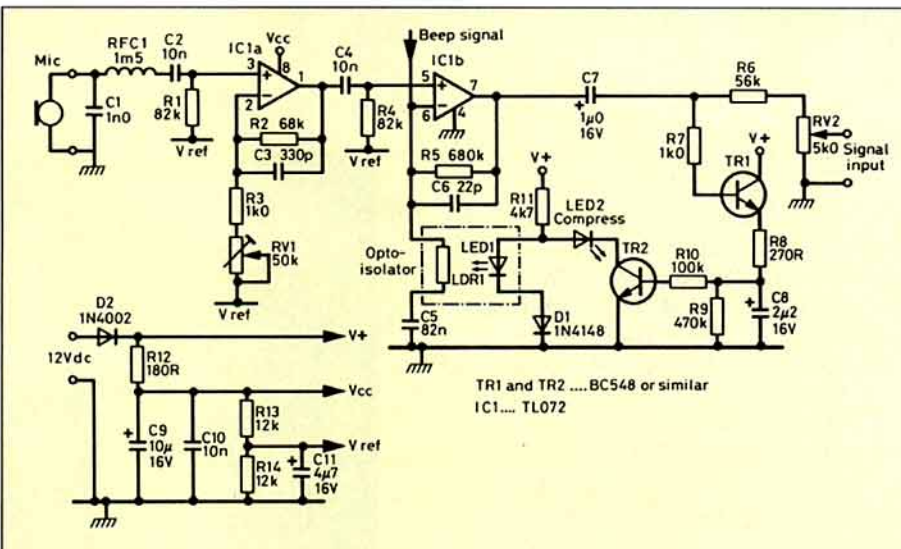 Mic
C1
1n0
RFC1
1m5
C2
10n
R1
82k
V ref
IC1a
Vcc
8
3
+
2
−
1
R2 68k
C3 330p
R3
1k0
RV1
50k
V ref
C4
10n
R4
82k
V ref
Beep signal
IC1b
5
+
6
−
7
4
R5 680k
C6 22p
Opto-
isolator
LED1
LDR1
C5
82n
D1
1N4148
V+
R11
4k7
LED2
Compress
TR2
R10
100k
R9
470k
C7
+
1µ0
16V
R7
1k0
R6
56k
RV2
5k0
Signal
input
V+
TR1
R8
270R
+
C8
2µ2
16V
TR1 and TR2 ....BC548 or similar
IC1.... TL072
D2
1N4002
V+
12Vdc
R12
180R
Vcc
+
C9
10µ
16V
C10
10n
R13
12k
V ref
R14
12k
+
C11
4µ7
16V